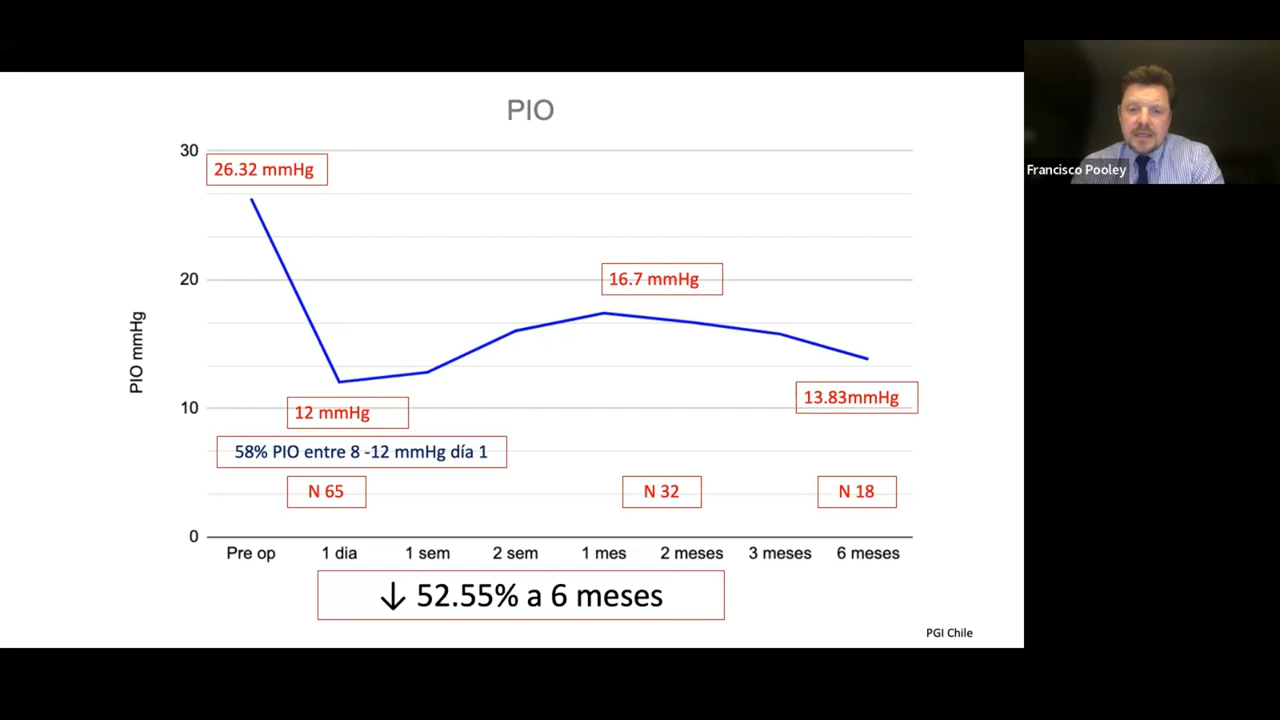 PIO
30
26.32 mmHg
20
16.7 mmHg
PIO mmHg
13.83mmHg
10
12 mmHg
58% PIO entre 8 -12 mmHg día 1
N 65
N 32
N 18
0
Pre op
1 dia
1 sem
2 sem
1 mes
2 meses
3 meses
6 meses
↓ 52.55% a 6 meses
PGI Chile
Francisco Pooley